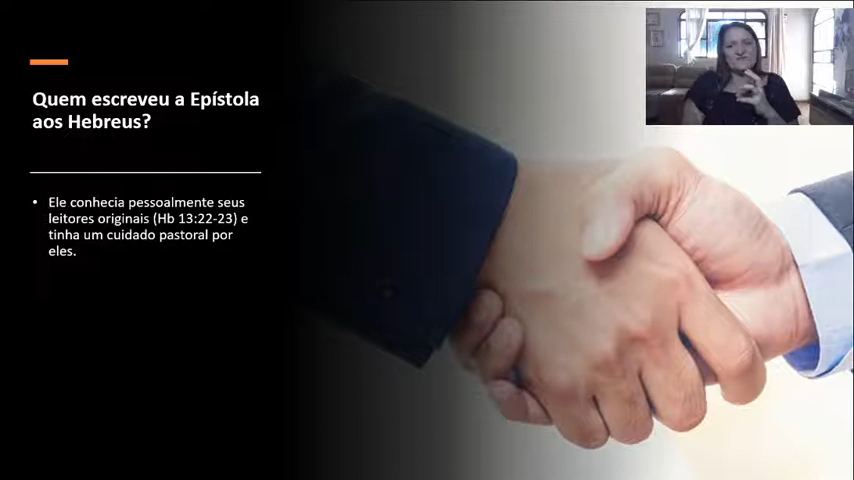 Quem escreveu a Epístola
aos Hebreus?
• Ele conhecia pessoalmente seus
leitores originais (Hb 13:22-23) e
tinha um cuidado pastoral por
eles.